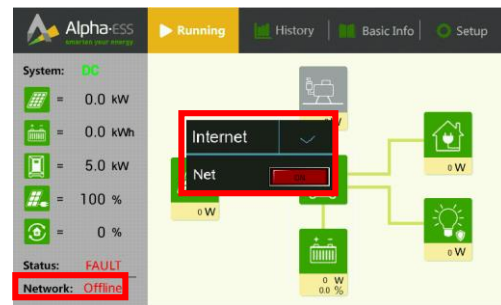 Alpha-ESS
smarten your energy
Running
History
Basic Info
Setup
System: DC
= 0.0 kW
= 0.0 kWh
= 5.0 kW
= 100 %
= 0 %
Status: FAULT
Network: Offline
Internet
Net
0 W
0 W
0 W
0 W
0.0 %